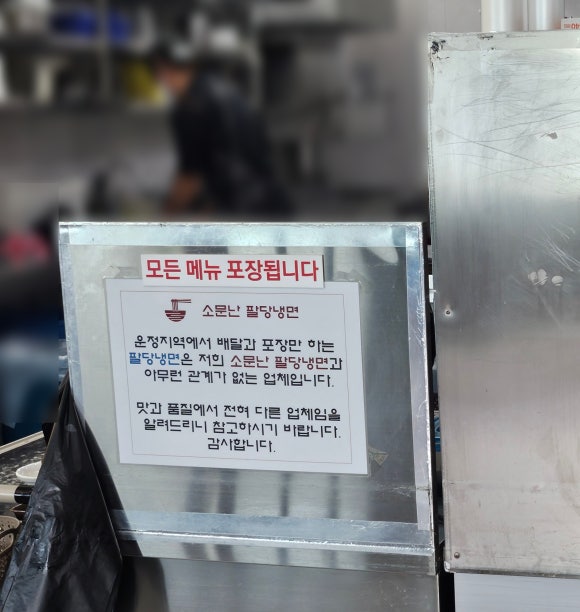 모든 메뉴 포장됩니다
소문난 팔당냉면
운정지역에서 배달과 포장만 하는
팔당냉면은 저희 소문난 팔당냉면과
아무런 관계가 없는 업체입니다.
맛과 품질에서 전혀 다른 업체임을
알려드리니 참고하시기 바랍니다.
감사합니다.